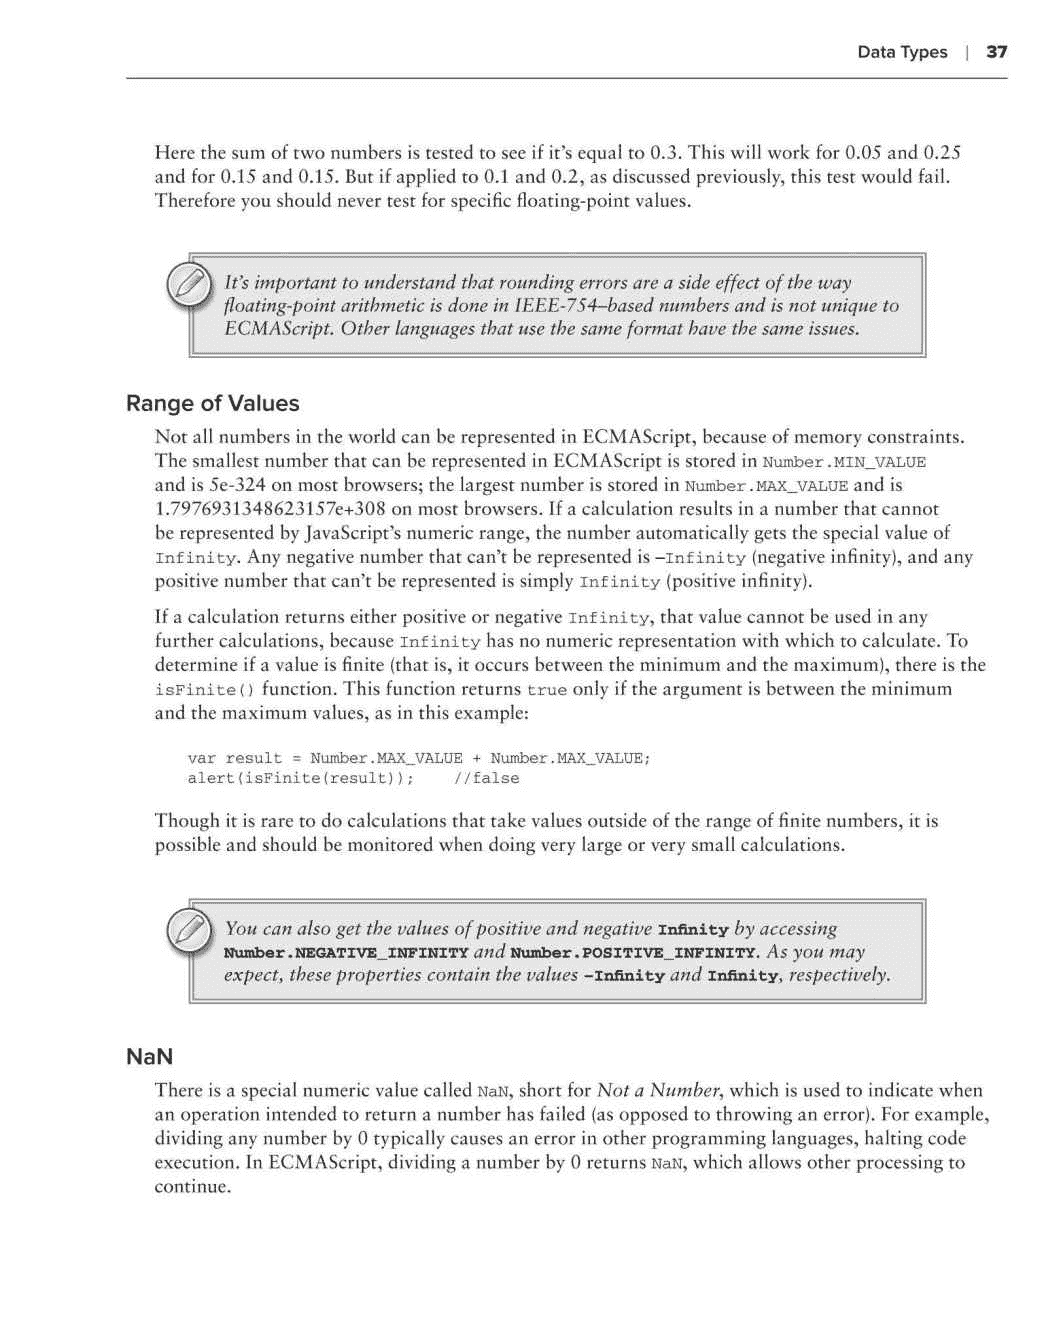 Data Types | 37
Here the sum of two numbers is tested to see if it’s equal to 0.3. This will work for 0.05 and 0.25
and for 0.15 and 0.15. But if applied to 0.1 and 0.2, as discussed previously, this test would fail.
Therefore you should never test for specific floating-point values.
It’s important to understand that rounding errors are a side effect of the way
floating-point arithmetic is done in IEEE-754–based numbers and is not unique to
ECMAScript. Other languages that use the same format have the same issues.
Range of Values
Not all numbers in the world can be represented in ECMAScript, because of memory constraints.
The smallest number that can be represented in ECMAScript is stored in Number.MIN_VALUE
and is 5e-324 on most browsers; the largest number is stored in Number.MAX_VALUE and is
1.7976931348623157e+308 on most browsers. If a calculation results in a number that cannot
be represented by JavaScript’s numeric range, the number automatically gets the special value of
Infinity. Any negative number that can’t be represented is –Infinity (negative infinity), and any
positive number that can’t be represented is simply Infinity (positive infinity).
If a calculation returns either positive or negative Infinity, that value cannot be used in any
further calculations, because Infinity has no numeric representation with which to calculate. To
determine if a value is finite (that is, it occurs between the minimum and the maximum), there is the
isFinite() function. This function returns true only if the argument is between the minimum
and the maximum values, as in this example:
var result = Number.MAX_VALUE + Number.MAX_VALUE;
alert(isFinite(result));    //false
Though it is rare to do calculations that take values outside of the range of finite numbers, it is
possible and should be monitored when doing very large or very small calculations.
You can also get the values of positive and negative Infinity by accessing
Number.NEGATIVE_INFINITY and Number.POSITIVE_INFINITY. As you may
expect, these properties contain the values –Infinity and Infinity, respectively.
NaN
There is a special numeric value called NaN, short for Not a Number, which is used to indicate when
an operation intended to return a number has failed (as opposed to throwing an error). For example,
dividing any number by 0 typically causes an error in other programming languages, halting code
execution. In ECMAScript, dividing a number by 0 returns NaN, which allows other processing to
continue.